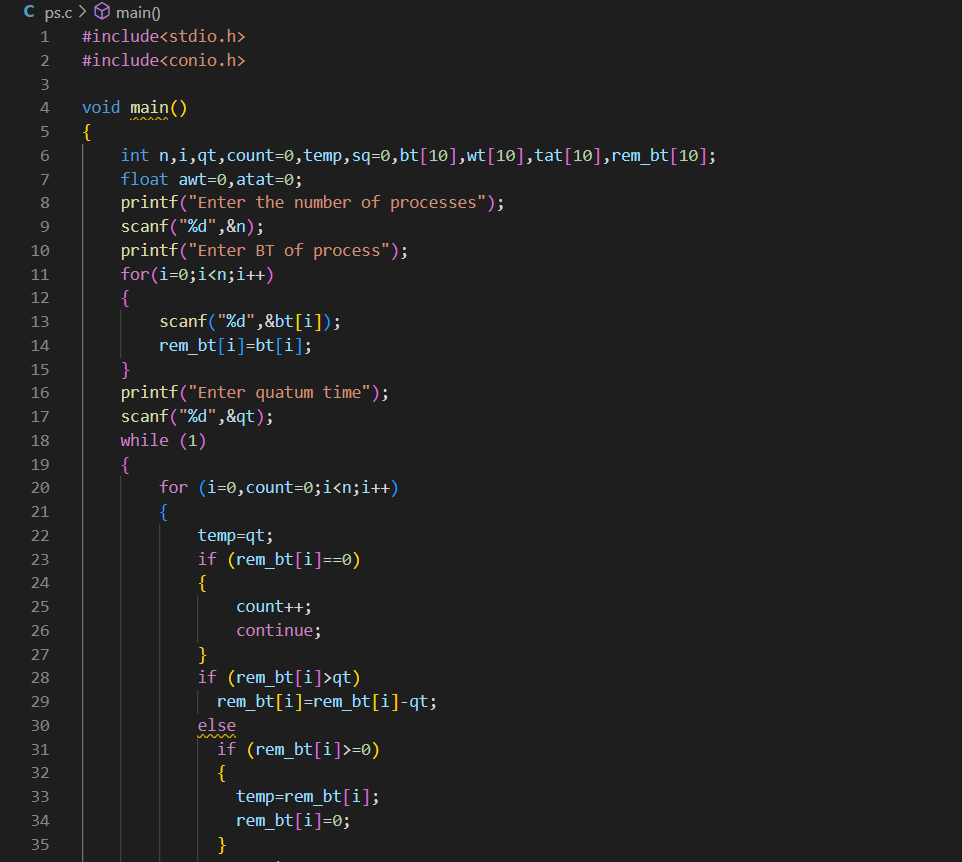 C ps.c > main()
1 #include<stdio.h>
2 #include<conio.h>
3
4 void main()
5 {
6     int n,i,qt,count=0,temp,sq=0,bt[10],wt[10],tat[10],rem_bt[10];
7     float awt=0,atat=0;
8     printf("Enter the number of processes");
9     scanf("%d",&n);
10     printf("Enter BT of process");
11     for(i=0;i<n;i++)
12     {
13         scanf("%d",&bt[i]);
14         rem_bt[i]=bt[i];
15     }
16     printf("Enter quatum time");
17     scanf("%d",&qt);
18     while (1)
19     {
20         for (i=0,count=0;i<n;i++)
21         {
22             temp=qt;
23             if (rem_bt[i]==0)
24             {
25                 count++;
26                 continue;
27             }
28             if (rem_bt[i]>qt)
29               rem_bt[i]=rem_bt[i]-qt;
30             else
31               if (rem_bt[i]>=0)
32               {
33                 temp=rem_bt[i];
34                 rem_bt[i]=0;
35               }